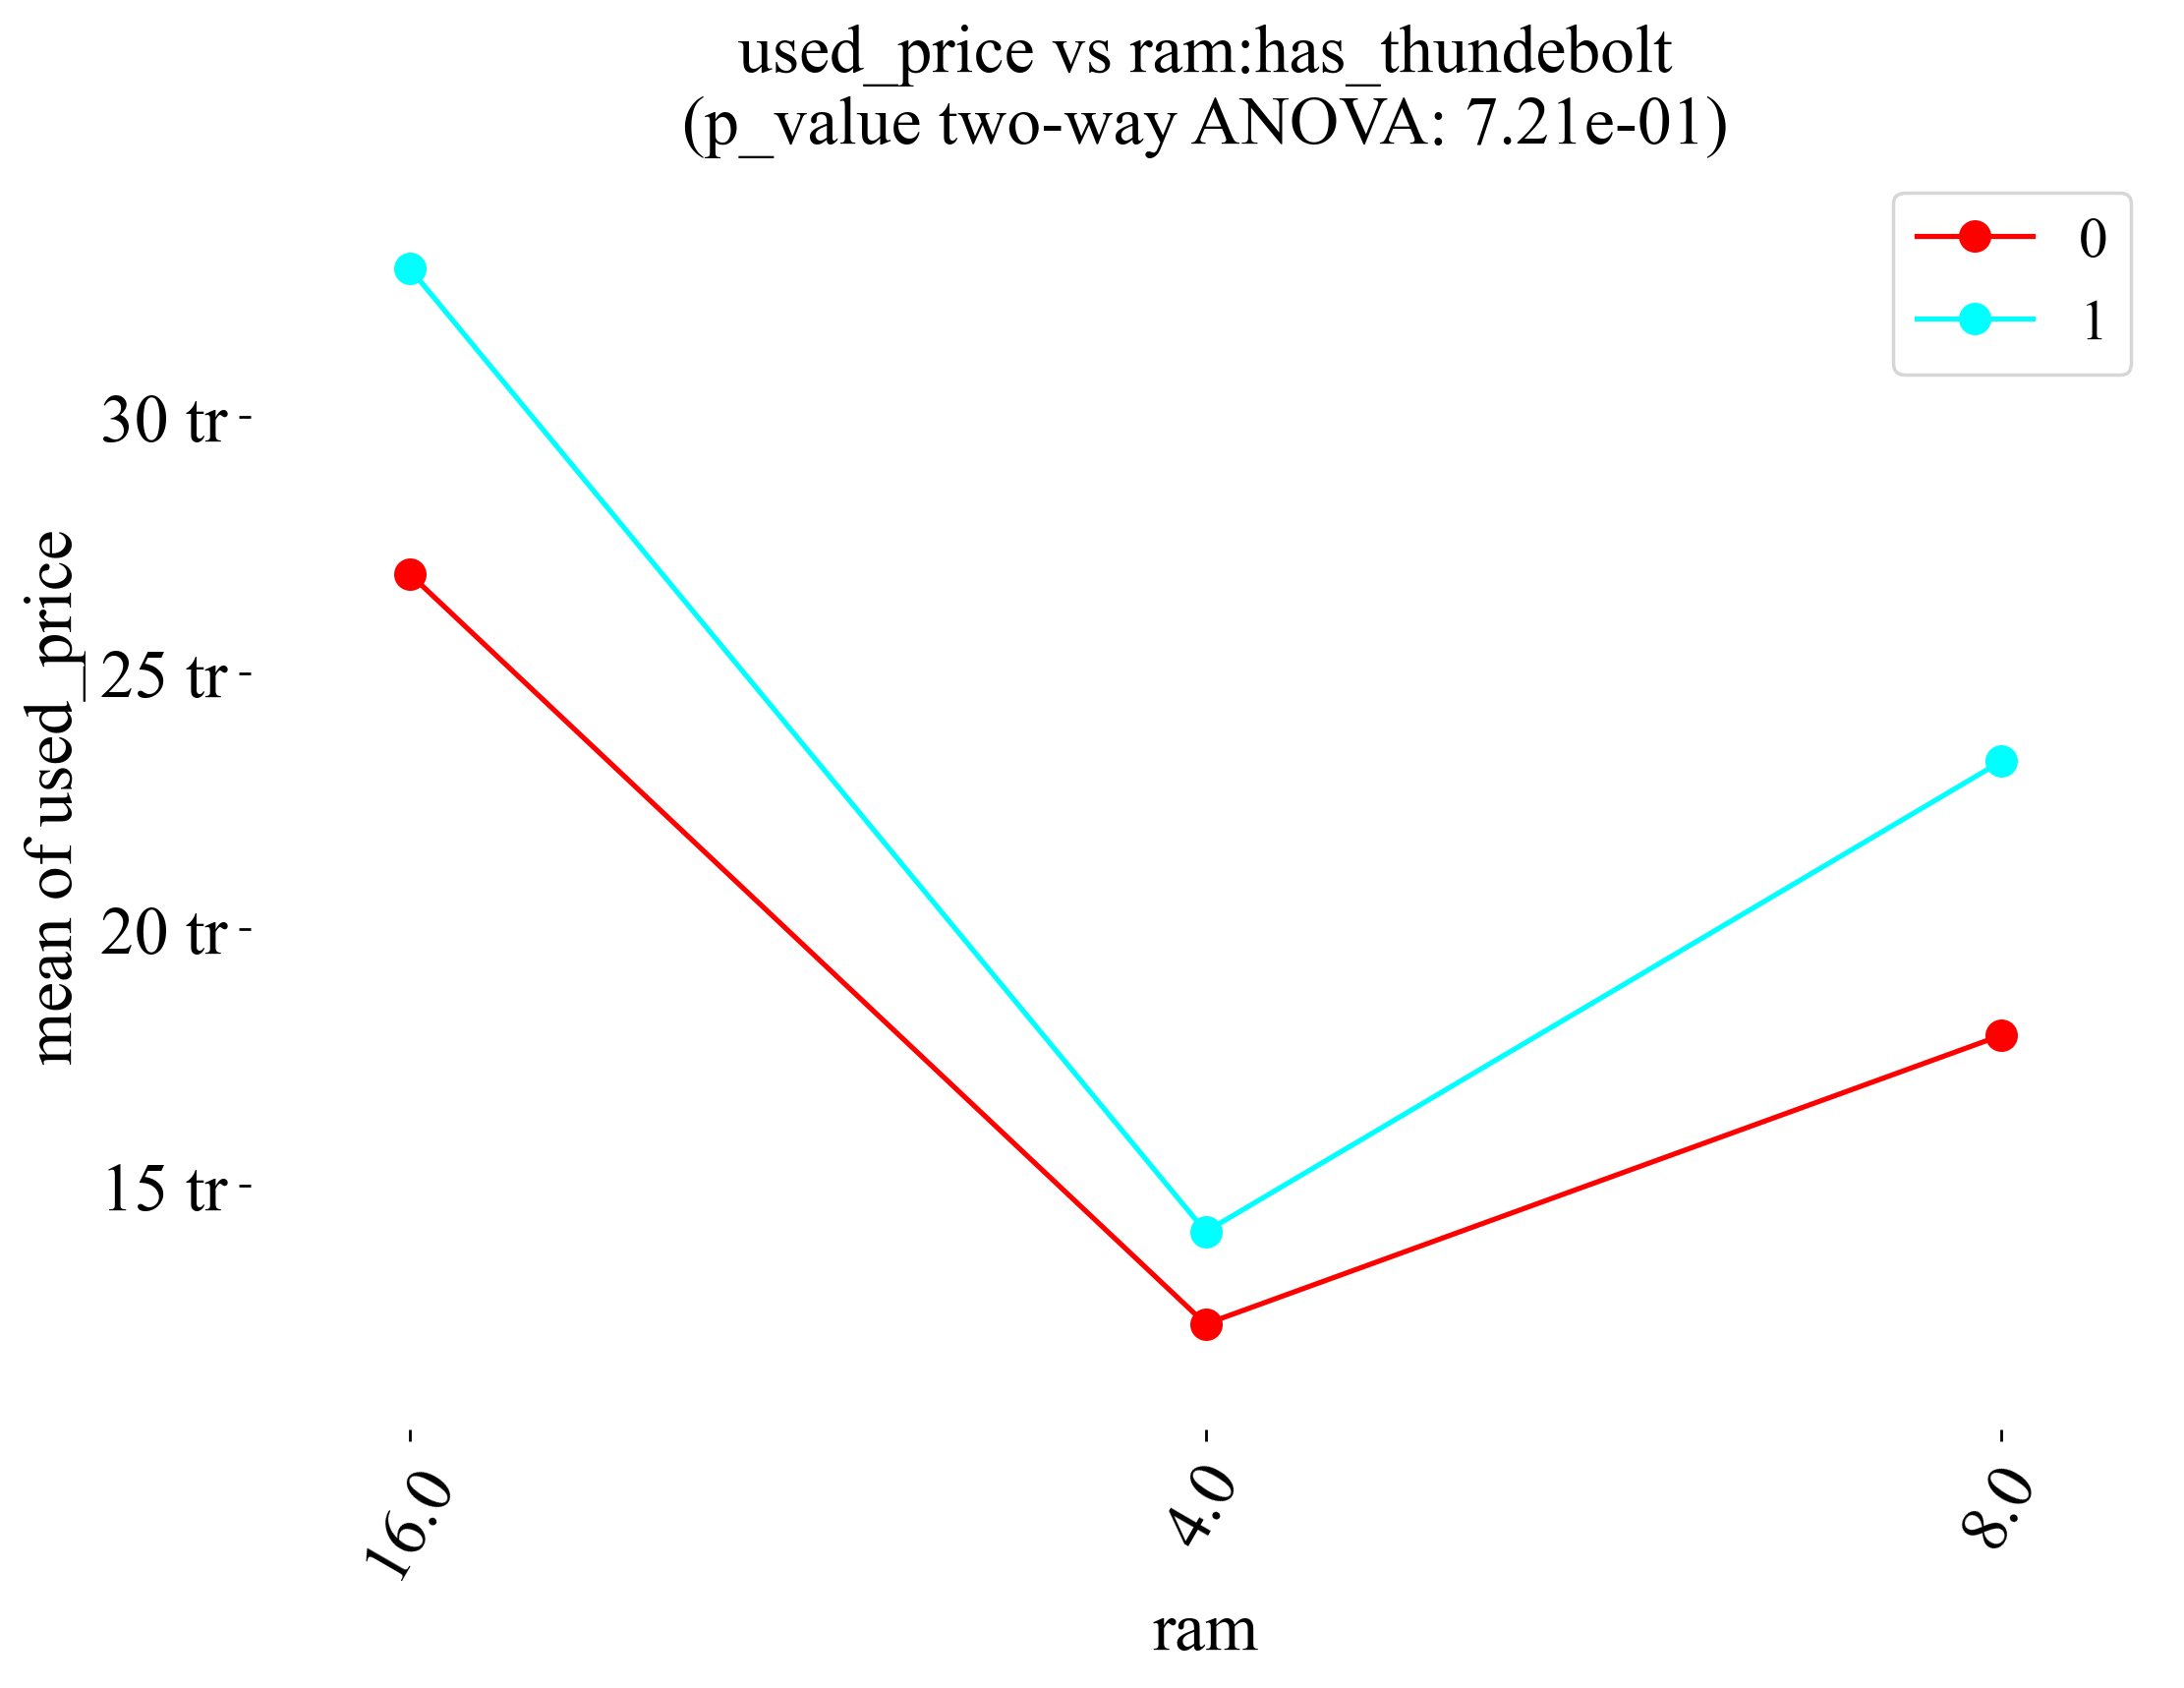 used_price vs ram:has_thundebolt
(p_value two-way ANOVA: 7.21e-01)
0
1
mean of used_price
30 tr
25 tr
20 tr
15 tr
16.0
4.0
8.0
ram